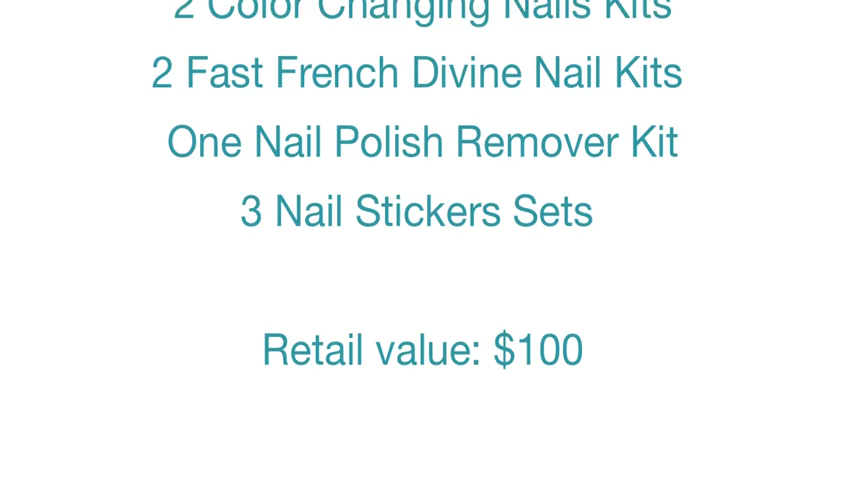 2 Color Changing Nails Kits
2 Fast French Divine Nail Kits
One Nail Polish Remover Kit
3 Nail Stickers Sets
Retail value: $100